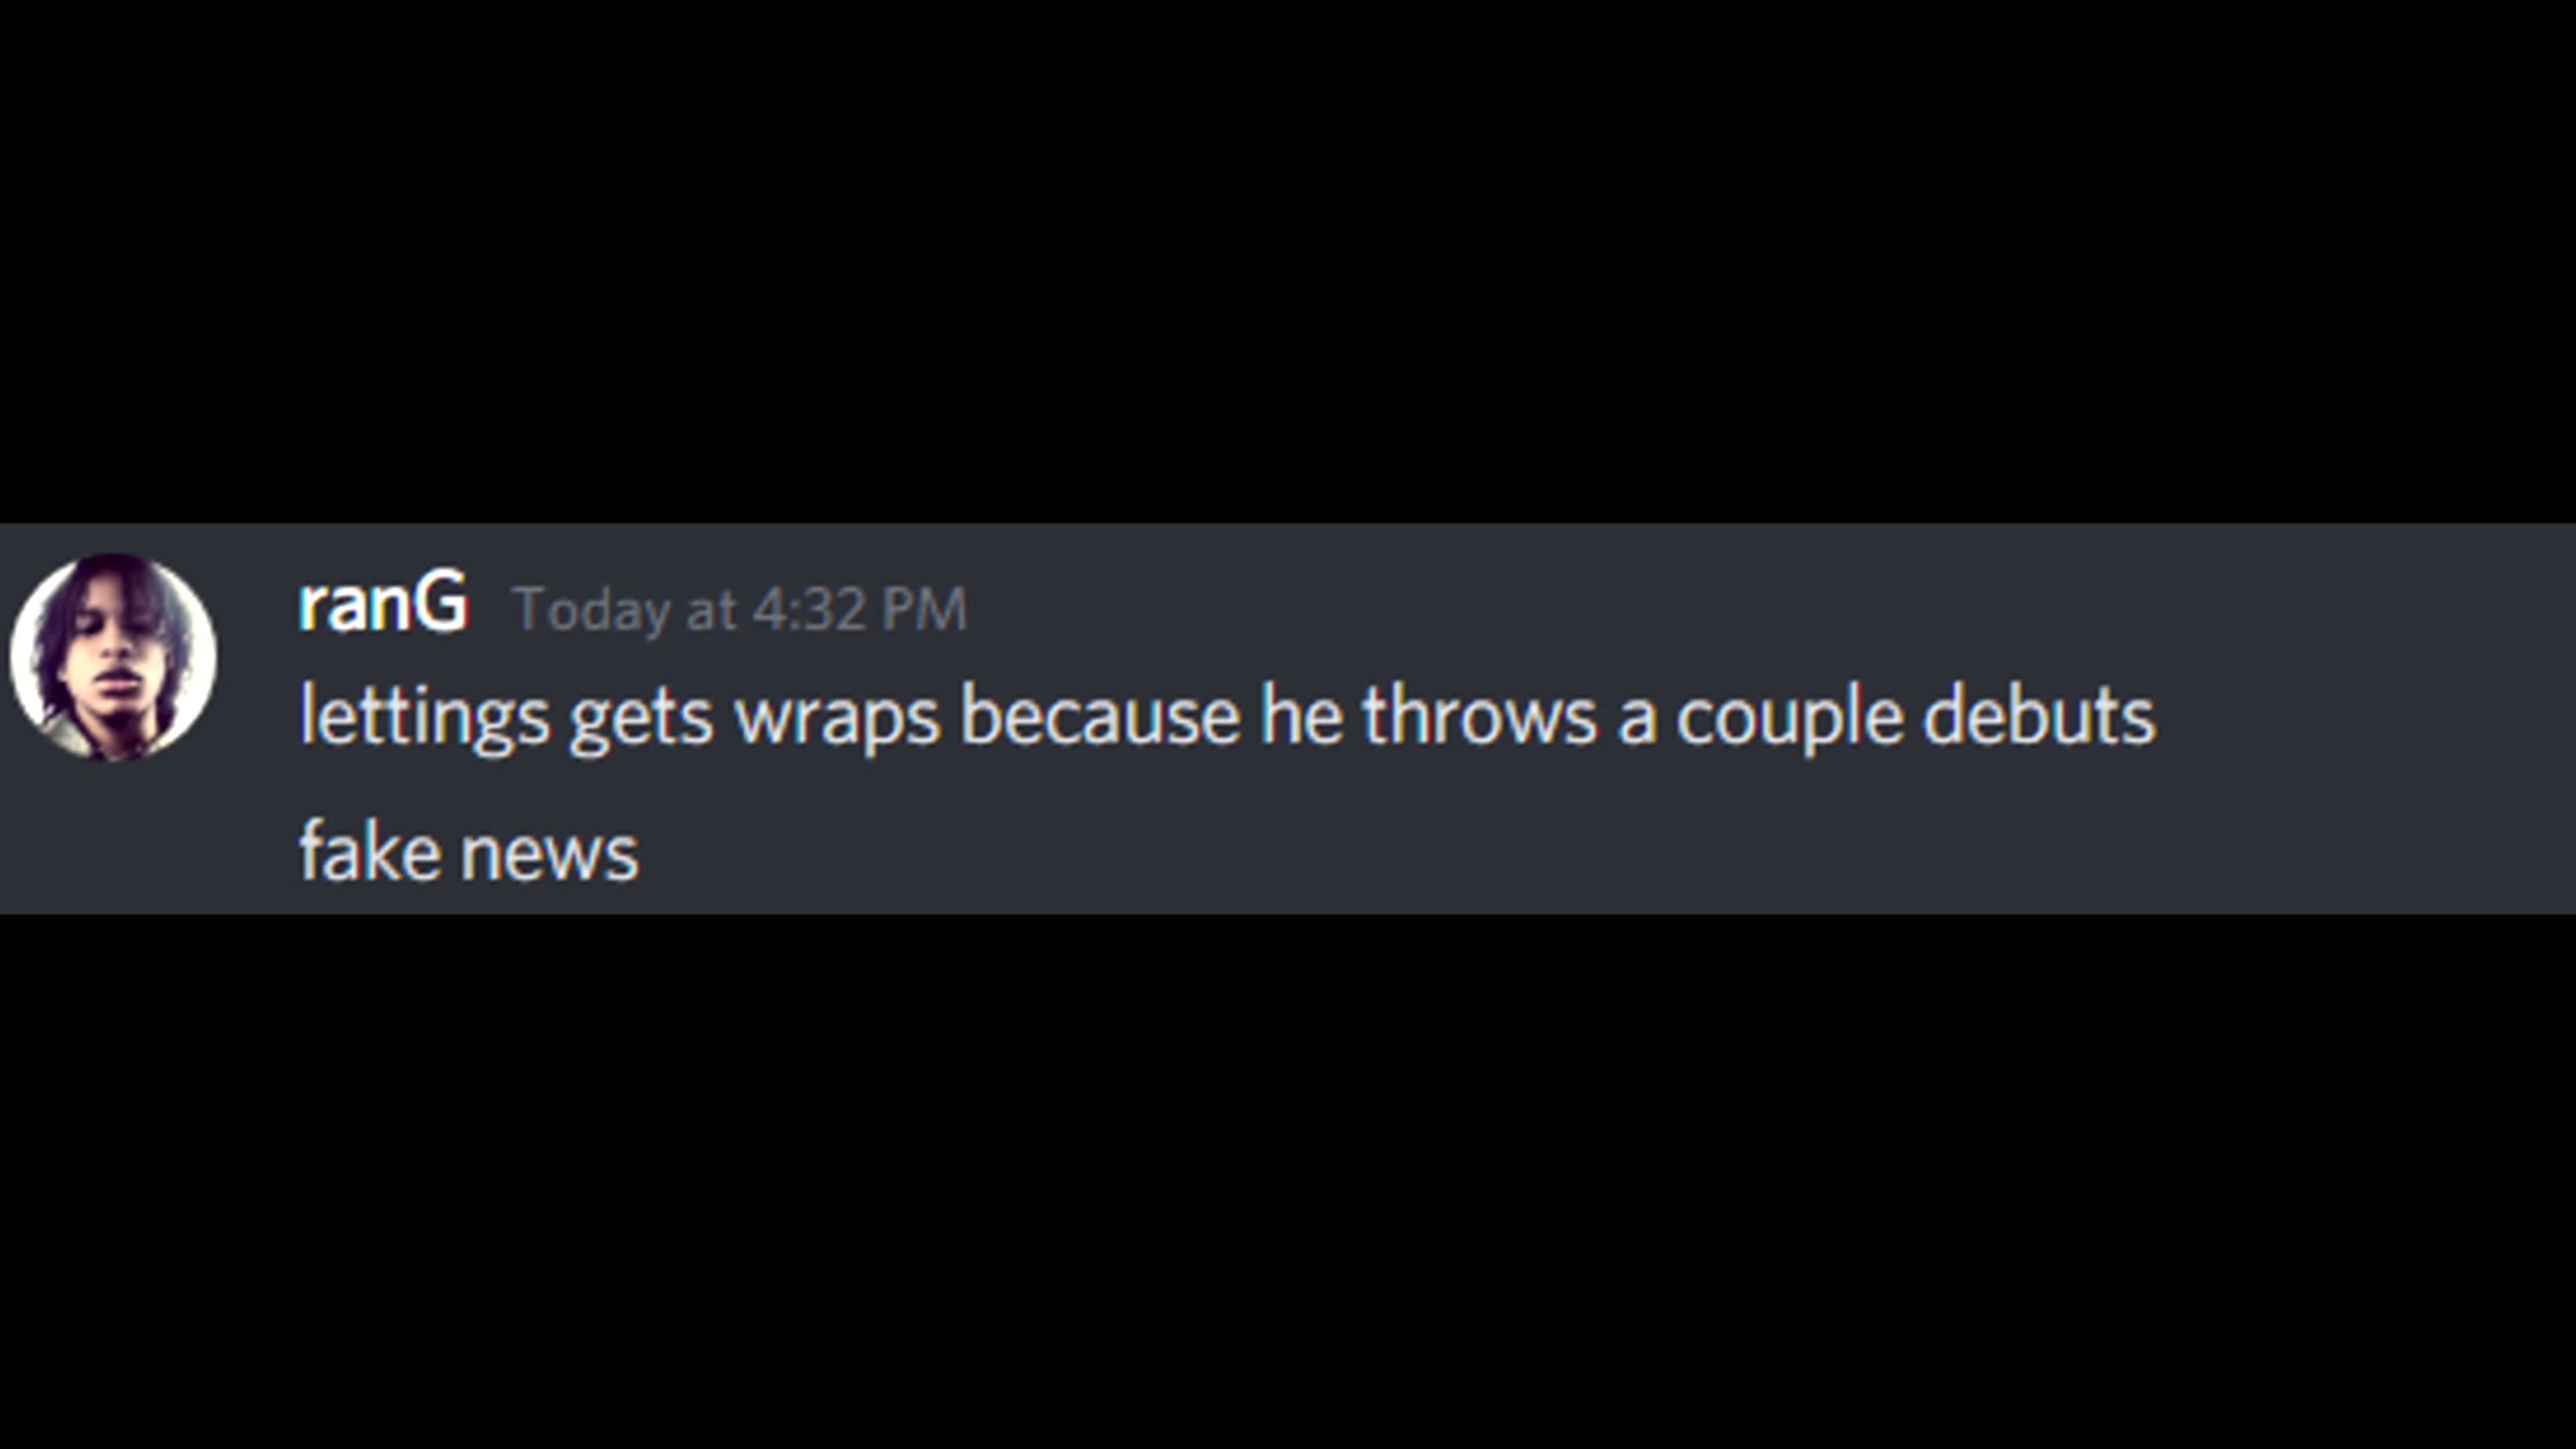 ranG Today at 4:32 PM
lettings gets wraps because he throws a couple debuts
fake news